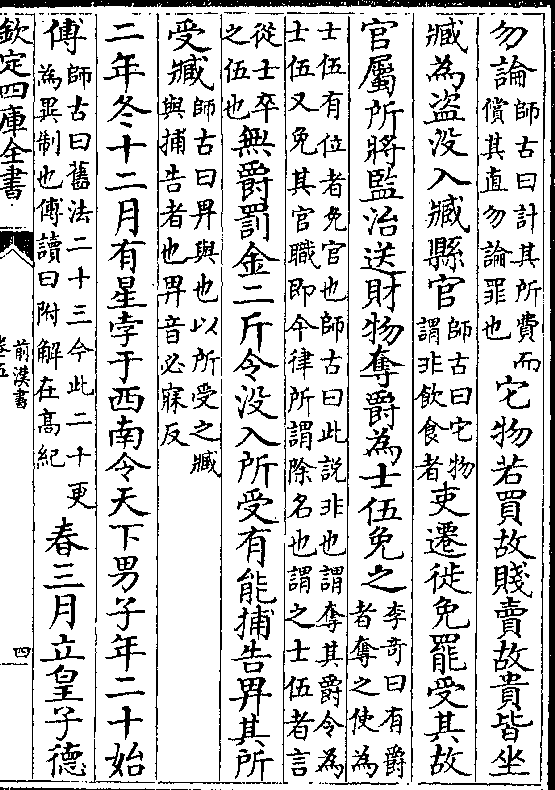 勿論師古曰計其所費而償其直勿論罪也它物若買故賤賣故貴皆坐
臧為盜沒入臧縣官師古曰它物謂非飲食者吏遷徙免罷受其故
官屬所將監治送財物奪爵為士伍免之李奇曰有爵者奪之使為
士伍有位者免官也師古曰此說非也謂奪其爵令為士伍又免其官職即今律所謂除名也謂之士伍者言
從士卒之伍也無爵罰金二斤令沒入所受有能捕告畀其所
受臧師古曰畀與也以所受之臧與捕告者也畀音必寐反
二年冬十二月有星孛于西南令天下男子年二十始
傅師古曰舊法二十三今此二十更為異制也傅讀曰附解在高紀春三月立皇子德
欽定四庫全書
前漢書
卷五
四